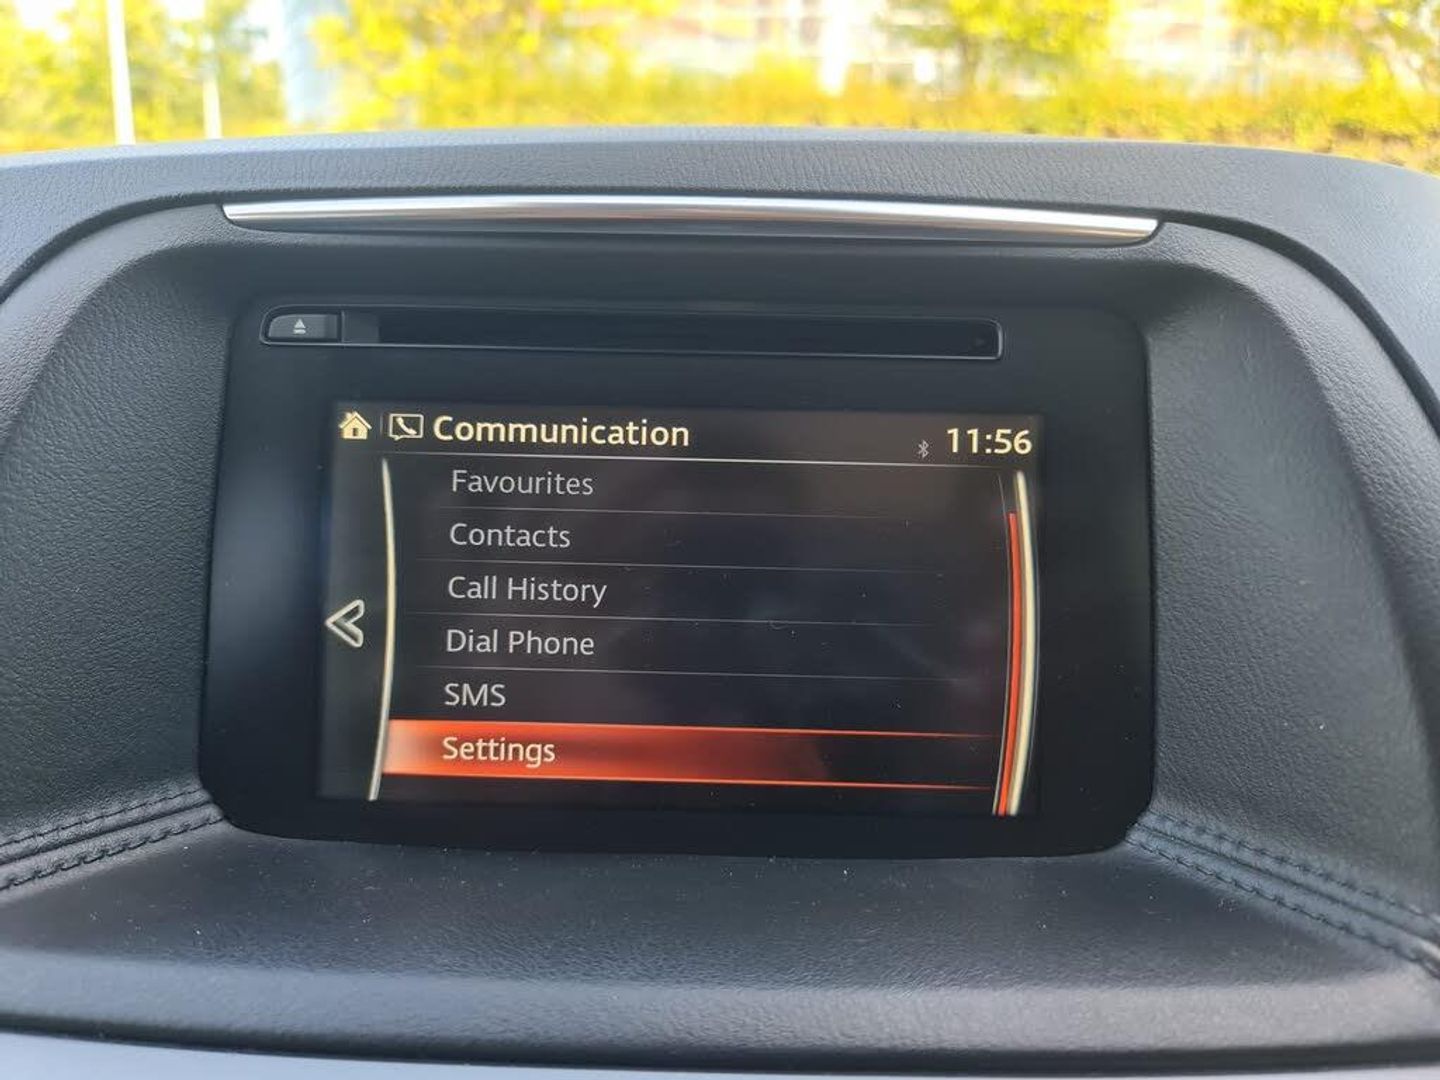 Communication
11:56
Favourites
Contacts
Call History
Dial Phone
SMS
Settings